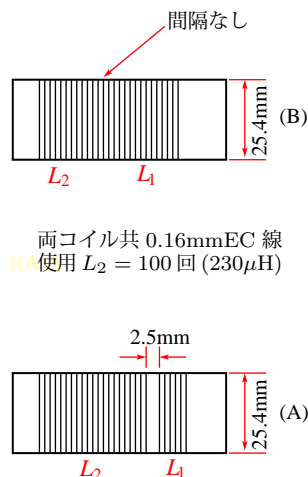 間隔なし
25.4mm
(B)
L2
L1
両コイル共 0.16mmEC 線
使用 L2 = 100 回 (230μH)
2.5mm
25.4mm
(A)
L2
L1